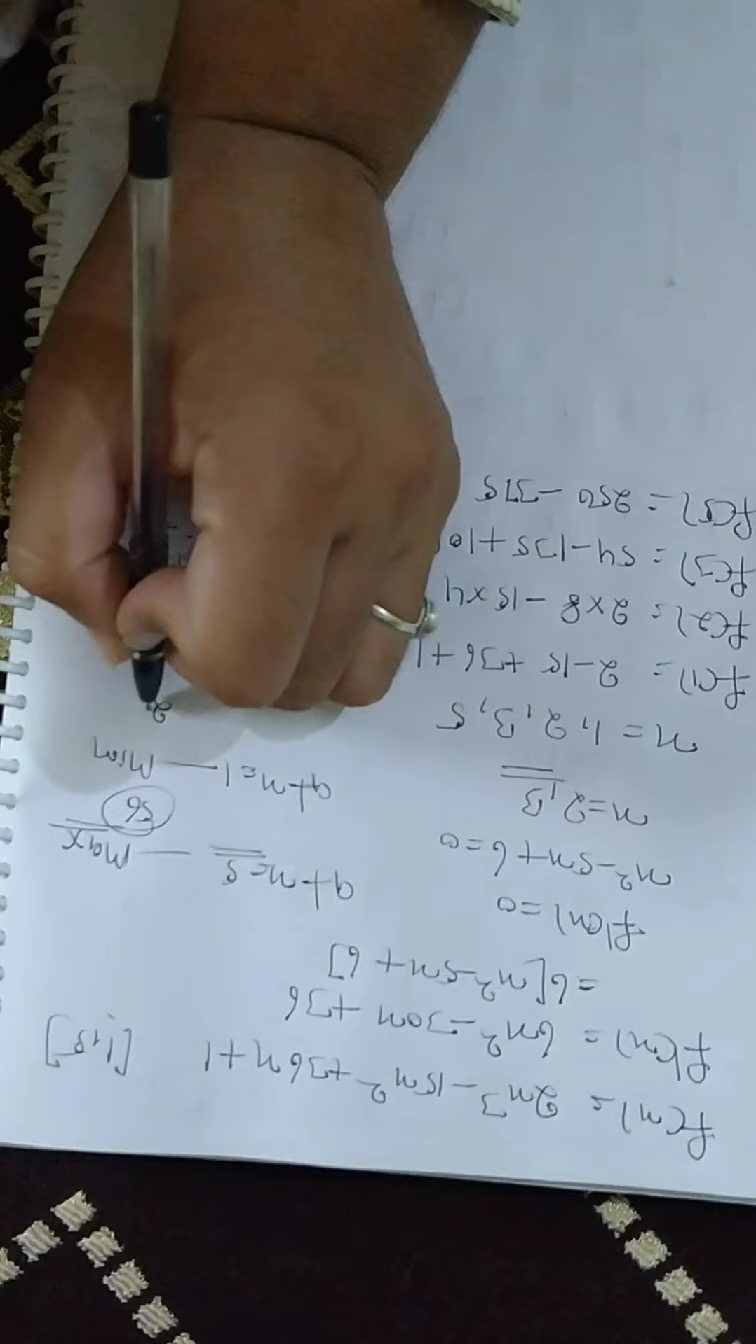 f(x) = 2x³ - 15x² + 36x + 1 [1,5]
f'(x) = 6x² - 30x + 36
= 6[x² - 5x + 6]
f'(x) = 0
x² - 5x + 6 = 0
x = 2, 3
x = 1, 2, 3, 5
f(1) = 2 - 15 + 36 + 1
f(2) = 2×8 - 15×4
f(3) = 54 - 135 + 10
f(5) = 250 - 375
at x = 5 — Max
56
at x = 1 — Mini
2